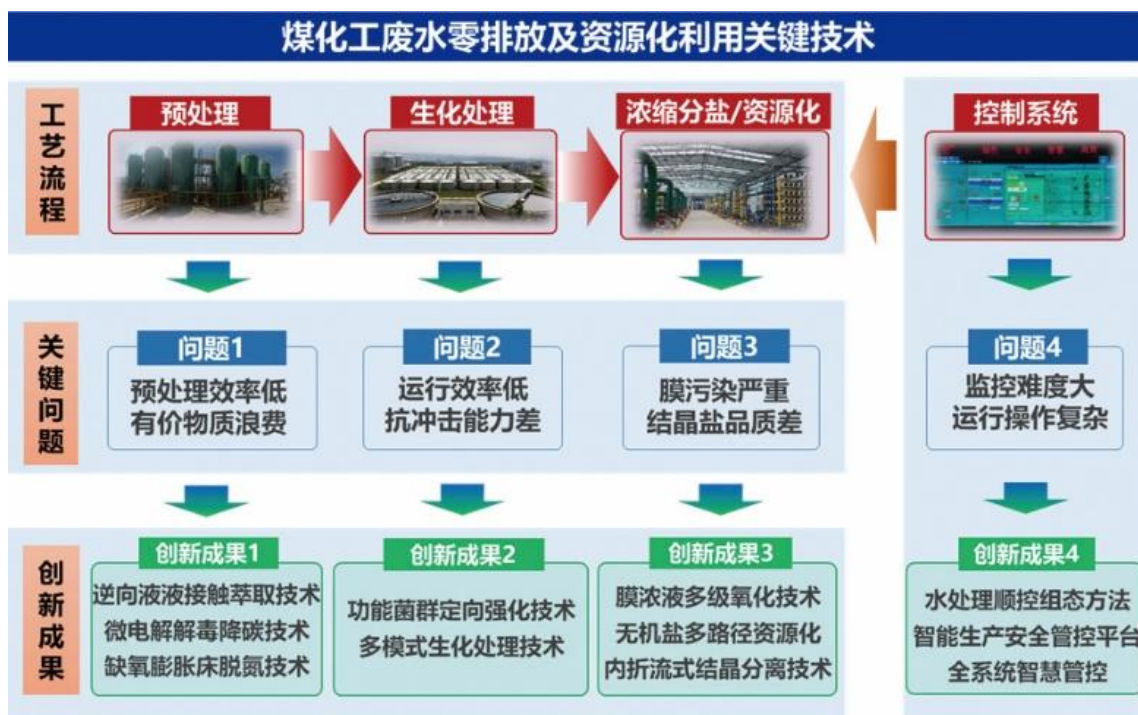 煤化工废水零排放及资源化利用关键技术
工艺流程
预处理
生化处理
浓缩分盐/资源化
控制系统
关键问题
问题1
预处理效率低
有价物质浪费
问题2
运行效率低
抗冲击能力差
问题3
膜污染严重
结晶盐品质差
问题4
监控难度大
运行操作复杂
创新成果
创新成果1
逆向液液接触萃取技术
微电解解毒降碳技术
缺氧膨胀床脱氮技术
创新成果2
功能菌群定向强化技术
多模式生化处理技术
创新成果3
膜浓液多级氧化技术
无机盐多路径资源化
内折流式结晶分离技术
创新成果4
水处理顺控组态方法
智能生产安全管控平台
全系统智慧管控